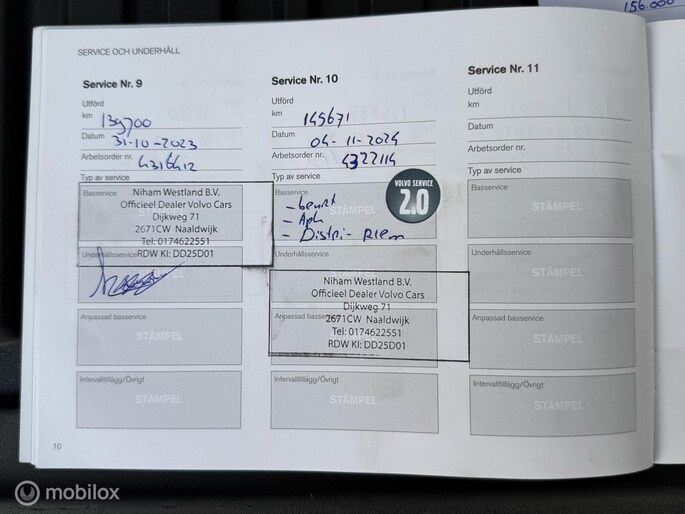 156.000
SERVICE OCH UNDERHÅLL
Service Nr. 9
Utförd
km 139700
Datum 31-10-2023
Arbetsorder nr. 4316412
Typ av service
Basservice
Niham Westland B.V.
Officieel Dealer Volvo Cars
Dijkweg 71
2671CW Naaldwijk
Tel: 0174622551
Underhållsservice
RDW KI: DD25D01
Anpassad basservice
STÄMPEL
Intervalltillägg/Övrigt
STÄMPEL
Service Nr. 10
Utförd
km 145671
Datum 04-11-2024
Arbetsorder nr. 4322114
Typ av service
Basservice
VOLVO SERVICE
2.0
- beurt
- Apk
- Distri-Riem
Underhållsservice
Niham Westland B.V.
Officieel Dealer Volvo Cars
Dijkweg 71
Anpassad basservice
2671CW Naaldwijk
Tel: 0174622551
RDW KI: DD25D01
Intervalltillägg/Övrigt
STÄMPEL
Service Nr. 11
Utförd
km
Datum
Arbetsorder nr.
Typ av service
Basservice
STÄMPEL
Underhållsservice
STÄMPEL
Anpassad basservice
STÄMPEL
Intervalltillägg/Övrigt
STÄMPEL
10
mobilox